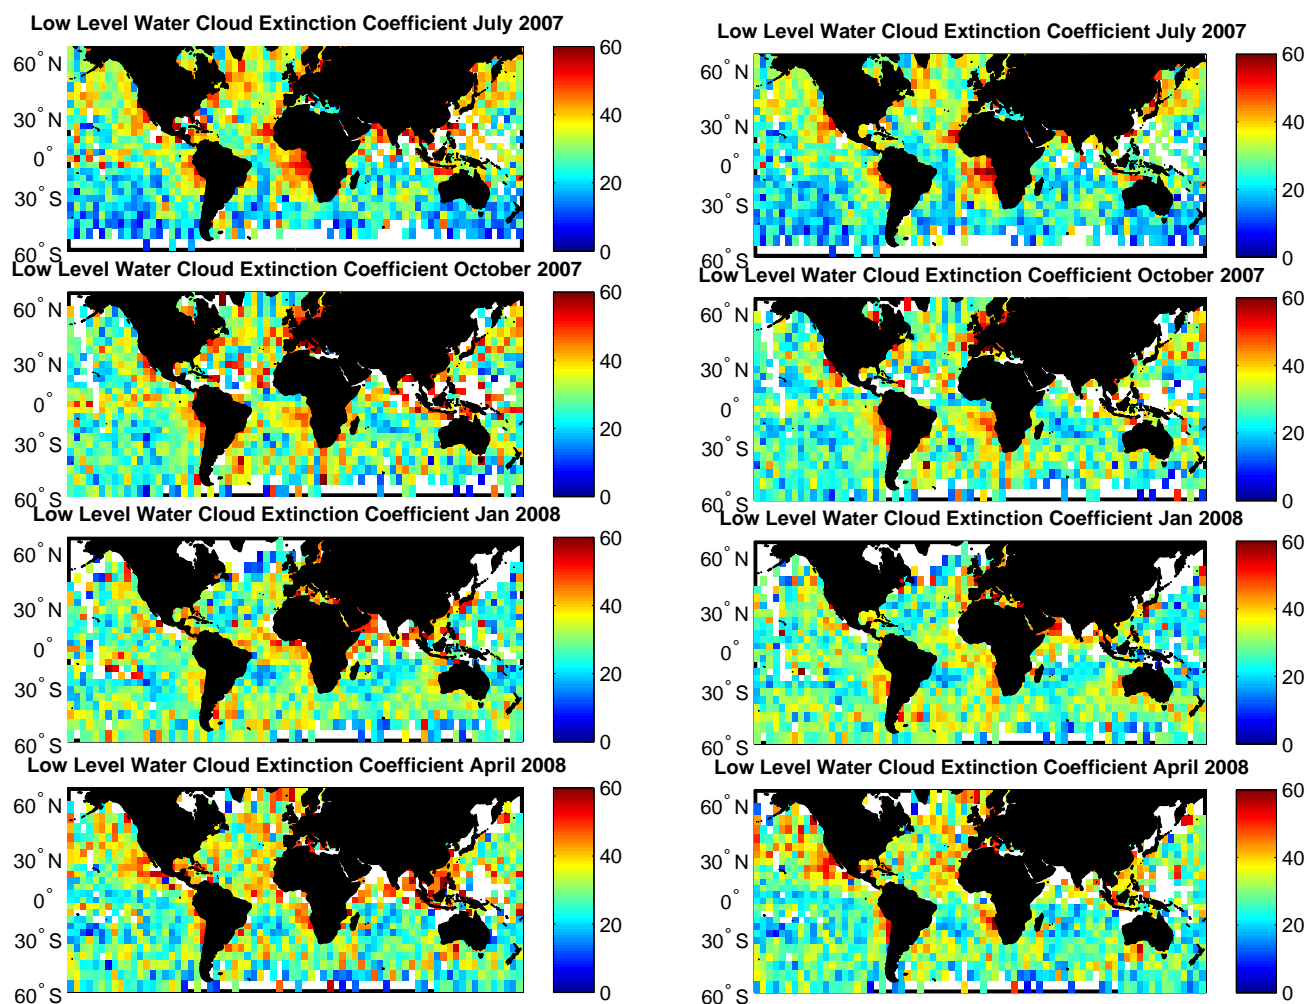 Low Level Water Cloud Extinction Coefficient July 2007
60° N
30° N
0°
30° S
60° S
60
40
20
0
Low Level Water Cloud Extinction Coefficient July 2007
60° N
30° N
0°
30° S
60° S
60
40
20
0
Low Level Water Cloud Extinction Coefficient October 2007
60° N
30° N
0°
30° S
60° S
60
40
20
0
Low Level Water Cloud Extinction Coefficient October 2007
60° N
30° N
0°
30° S
60° S
60
40
20
0
Low Level Water Cloud Extinction Coefficient Jan 2008
60° N
30° N
0°
30° S
60° S
60
40
20
0
Low Level Water Cloud Extinction Coefficient Jan 2008
60° N
30° N
0°
30° S
60° S
60
40
20
0
Low Level Water Cloud Extinction Coefficient April 2008
60° N
30° N
0°
30° S
60° S
60
40
20
0
Low Level Water Cloud Extinction Coefficient April 2008
60° N
30° N
0°
30° S
60° S
60
40
20
0